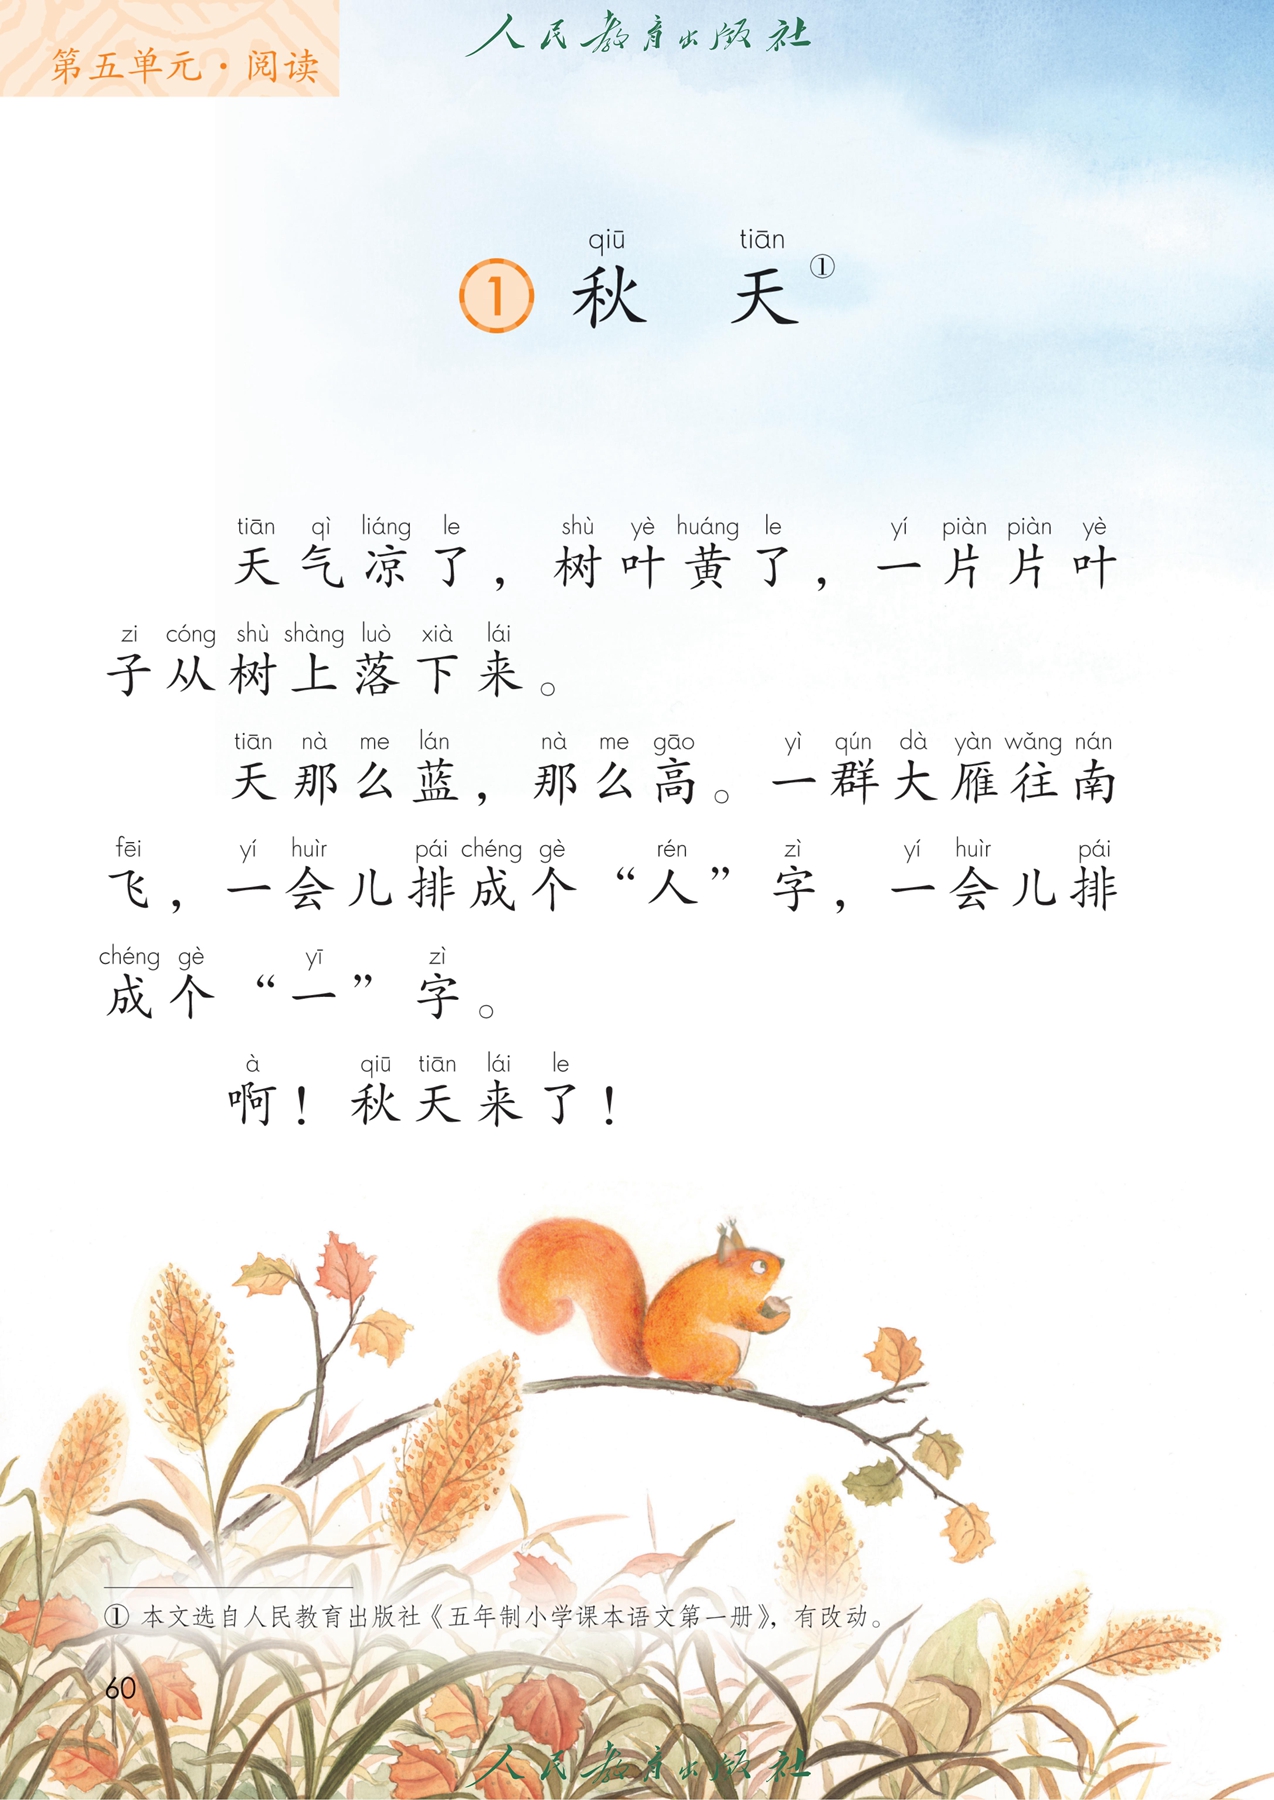 人民教育出版社
第五单元·阅读
qiū tiān
1 秋 天①
tiān qì liáng le shù yè huáng le yí piàn piàn yè
天气凉了，树叶黄了，一片片叶
zi cóng shù shàng luò xià lái
子从树上落下来。
tiān nà me lán nà me gāo yì qún dà yàn wǎng nán
天那么蓝，那么高。一群大雁往南
fēi yí huìr pái chéng gè rén zì yí huìr pái
飞，一会儿排成个“人”字，一会儿排
chéng gè yī zì
成个“一”字。
à qiū tiān lái le
啊！秋天来了！
① 本文选自人民教育出版社《五年制小学课本语文第一册》，有改动。
60
人民教育出版社